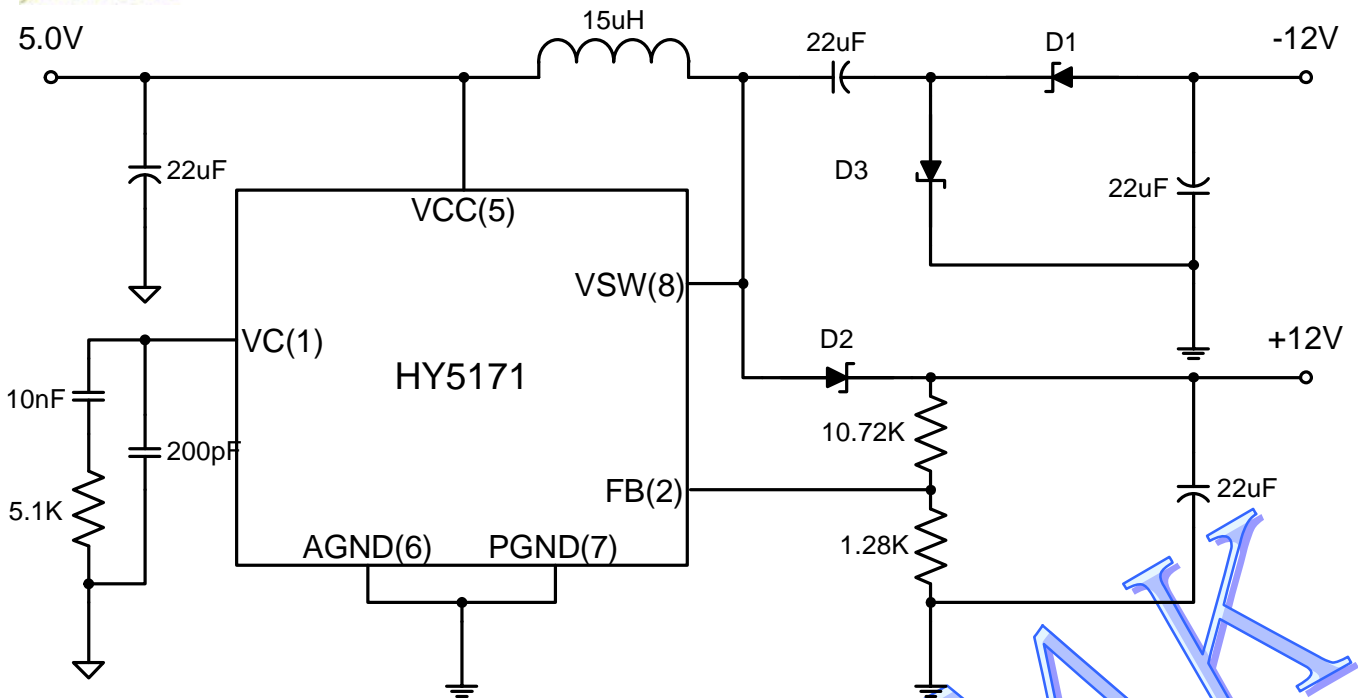 15uH
5.0V
22uF
D1
-12V
22uF
D3
22uF
VCC(5)
VSW(8)
VC(1)
D2
+12V
HY5171
10nF
10.72K
200pF
FB(2)
22uF
5.1K
1.28K
AGND(6)
PGND(7)